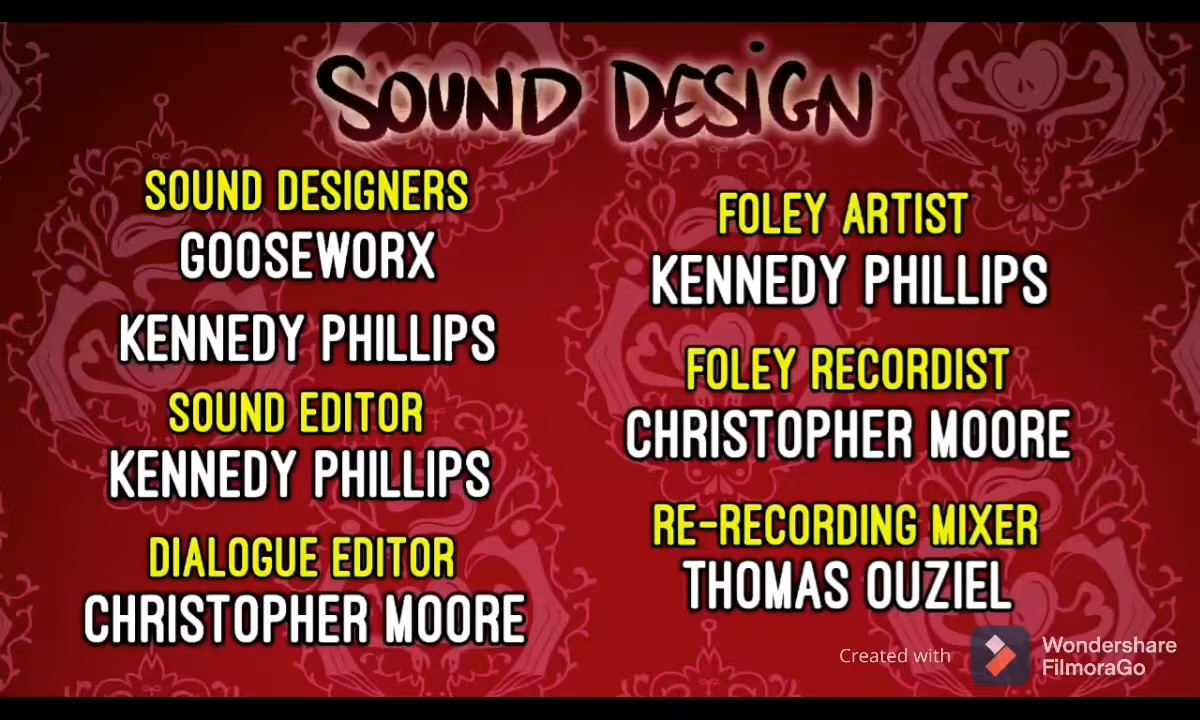 SOUND DESIGN
SOUND DESIGNERS
GOOSEWORX
KENNEDY PHILLIPS
SOUND EDITOR
KENNEDY PHILLIPS
DIALOGUE EDITOR
CHRISTOPHER MOORE
FOLEY ARTIST
KENNEDY PHILLIPS
FOLEY RECORDIST
CHRISTOPHER MOORE
RE-RECORDING MIXER
THOMAS OUZIEL
Created with
Wondershare
FilmoraGo